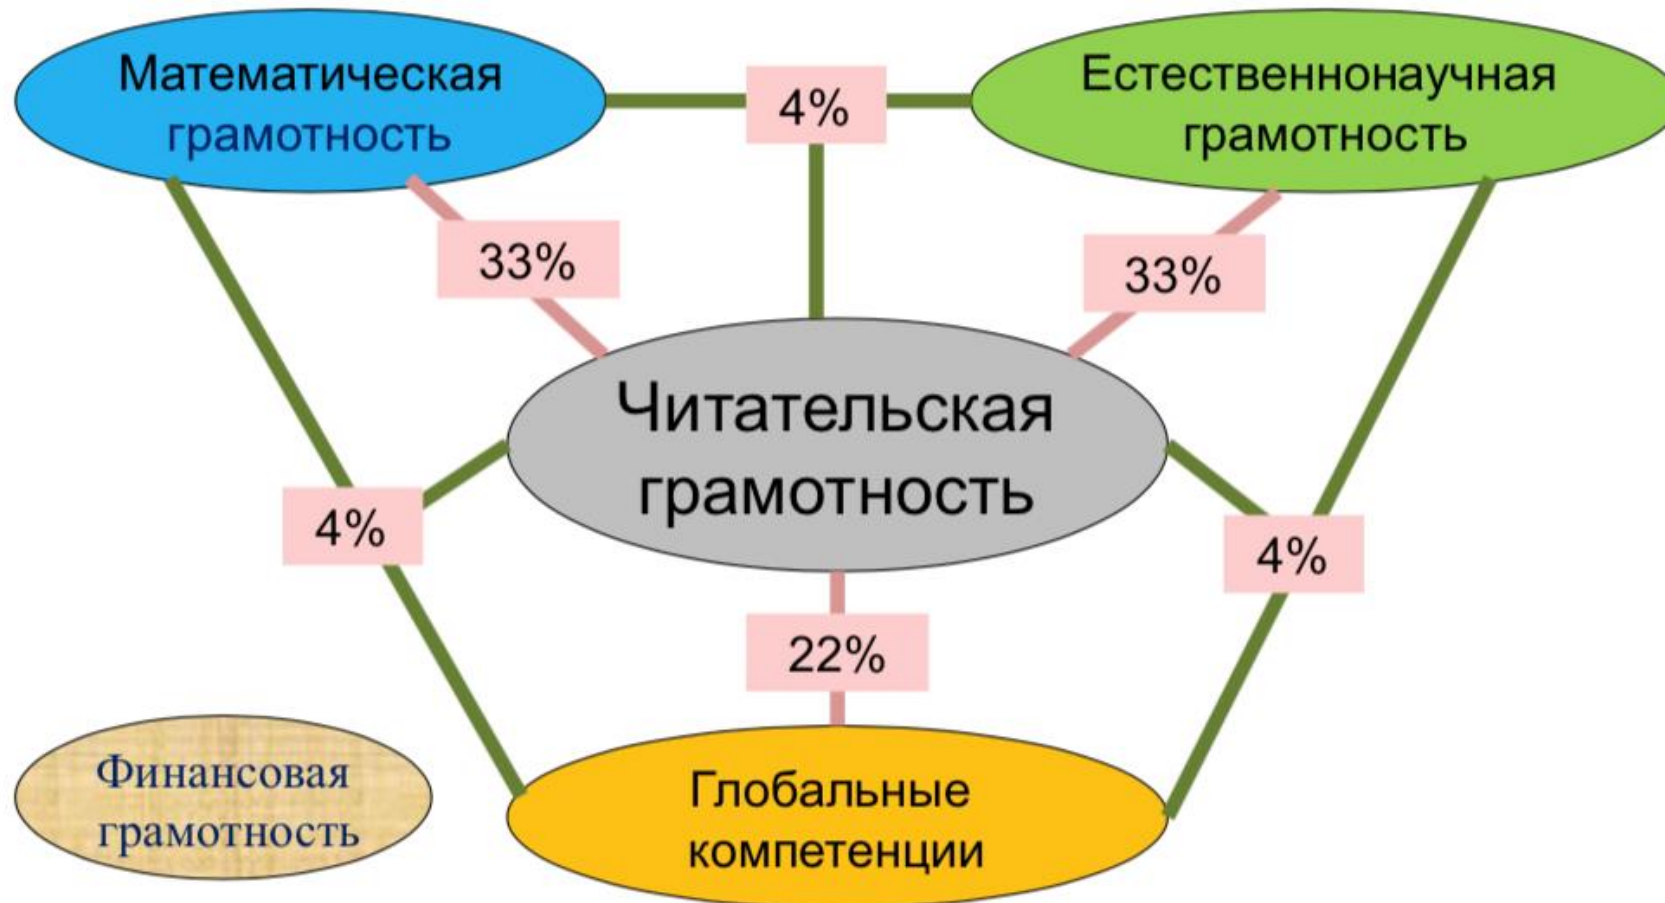 Математическая
грамотность
4%
Естественнонаучная
грамотность
33%
33%
Читательская
грамотность
4%
4%
22%
Финансовая
грамотность
Глобальные
компетенции